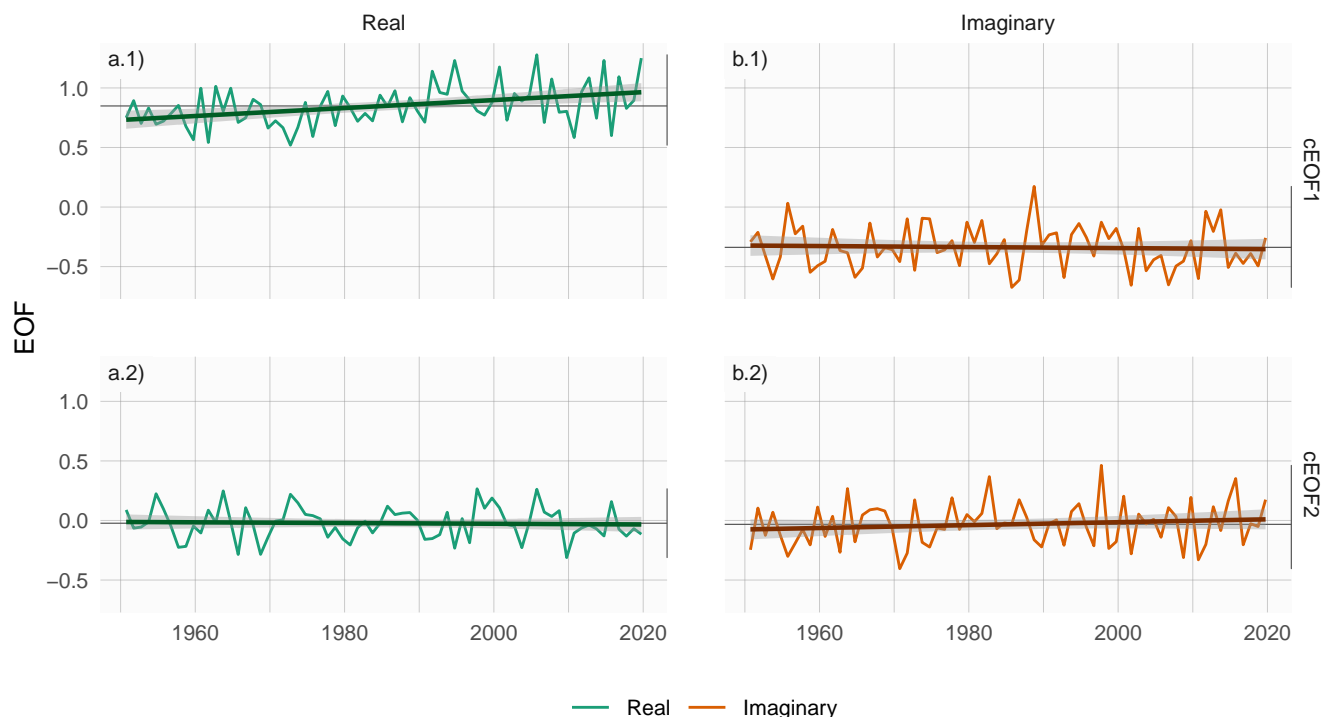 Real
Imaginary
a.1)
b.1)
1.0
0.5
0.0
−0.5
cEOF1
EOF
a.2)
b.2)
1.0
0.5
0.0
−0.5
cEOF2
1960 1980 2000 2020
1960 1980 2000 2020
Real Imaginary